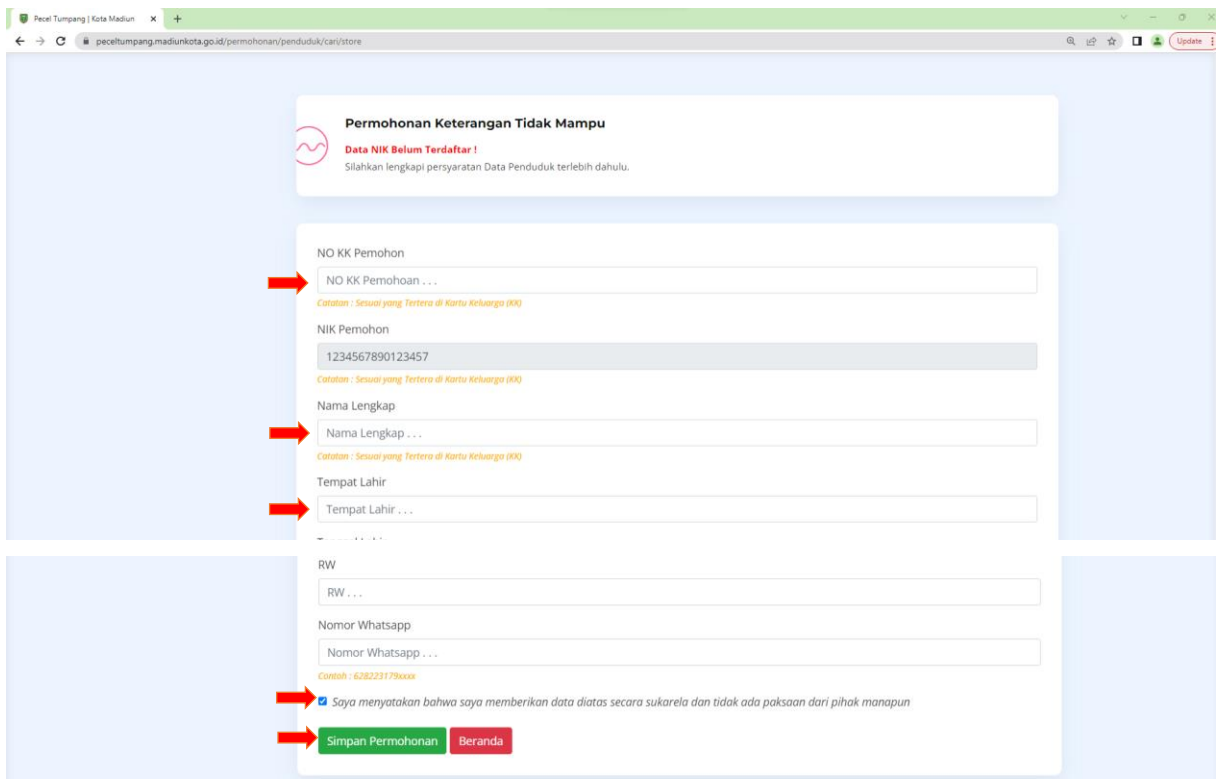 Pecel Tumpang | Kota Madiun
peceltumpang.madiunkota.go.id/permohonan/penduduk/cari/store
Update
Permohonan Keterangan Tidak Mampu
Data NIK Belum Terdaftar !
Silahkan lengkapi persyaratan Data Penduduk terlebih dahulu.
NO KK Pemohon
NO KK Pemohoan . . .
Catatan : Sesuai yang Tertera di Kartu Keluarga (KK)
NIK Pemohon
1234567890123457
Catatan : Sesuai yang Tertera di Kartu Keluarga (KK)
Nama Lengkap
Nama Lengkap . . .
Catatan : Sesuai yang Tertera di Kartu Keluarga (KK)
Tempat Lahir
Tempat Lahir . . .
RW
RW . . .
Nomor Whatsapp
Nomor Whatsapp . . .
Contoh : 628223179xxxx
Saya menyatakan bahwa saya memberikan data diatas secara sukarela dan tidak ada paksaan dari pihak manapun
Simpan Permohonan
Beranda